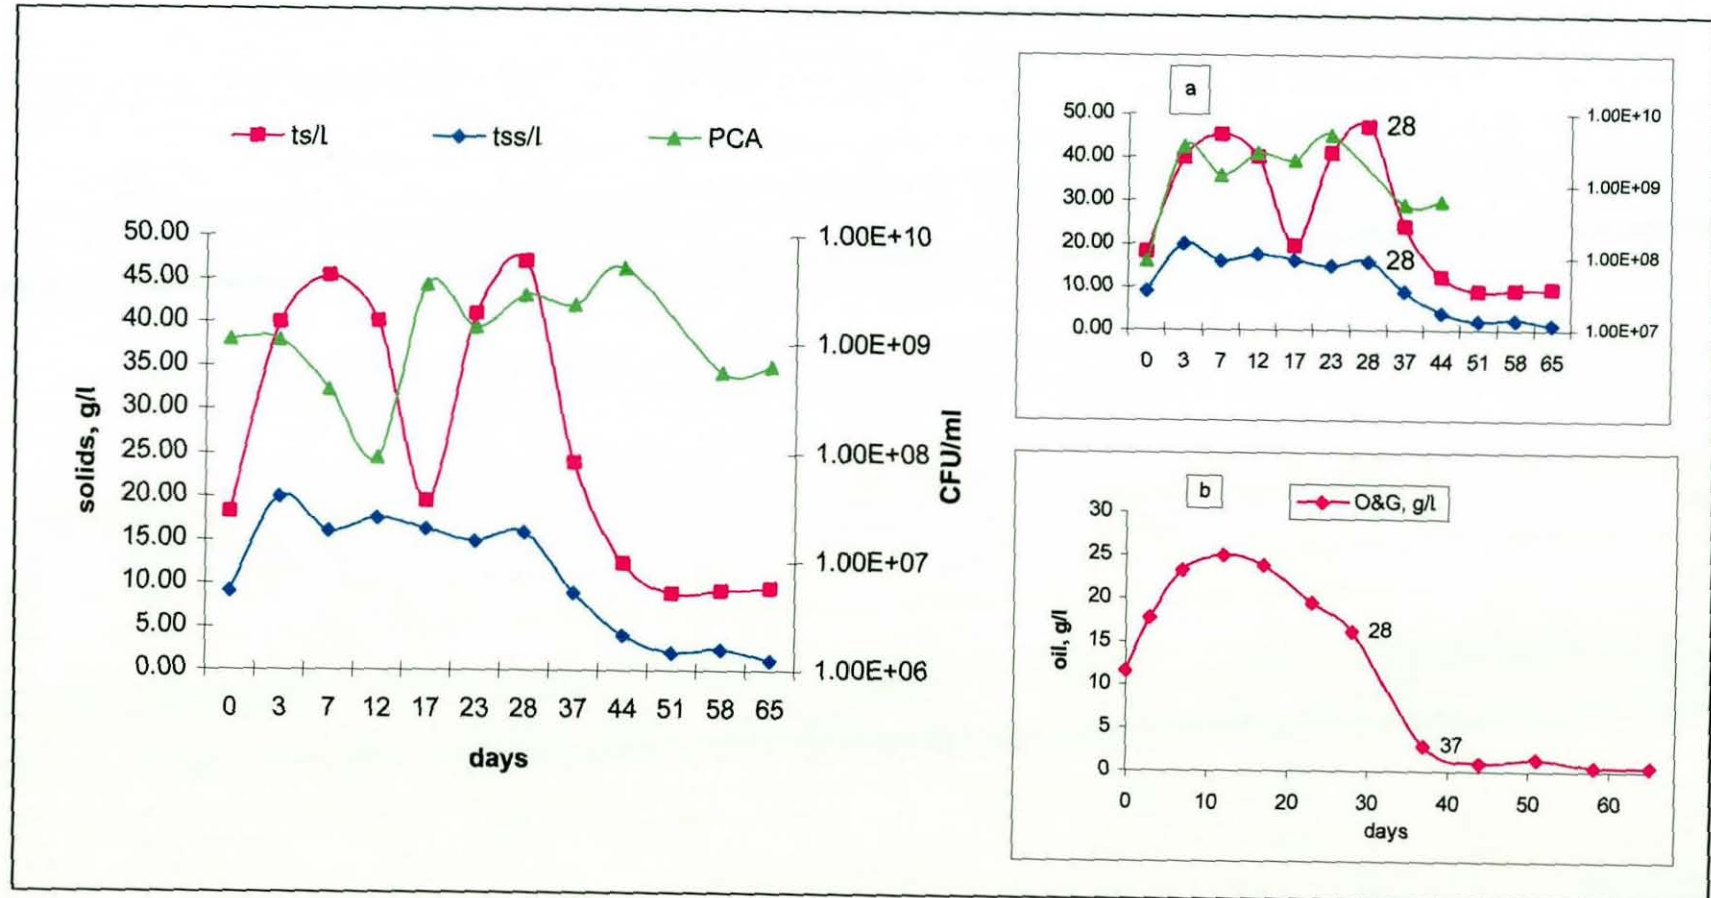 ts/l tss/l PCA
50.00
45.00
40.00
35.00
30.00
25.00
20.00
15.00
10.00
5.00
0.00
solids, g/l
1.00E+10
1.00E+09
1.00E+08
1.00E+07
1.00E+06
CFU/ml
0 3 7 12 17 23 28 37 44 51 58 65
days
a
50.00
40.00
30.00
20.00
10.00
0.00
28
28
1.00E+10
1.00E+09
1.00E+08
1.00E+07
0 3 7 12 17 23 28 37 44 51 58 65
b
O&G, g/l
30
25
20
15
10
5
0
oil, g/l
28
37
0 10 20 30 40 50 60
days